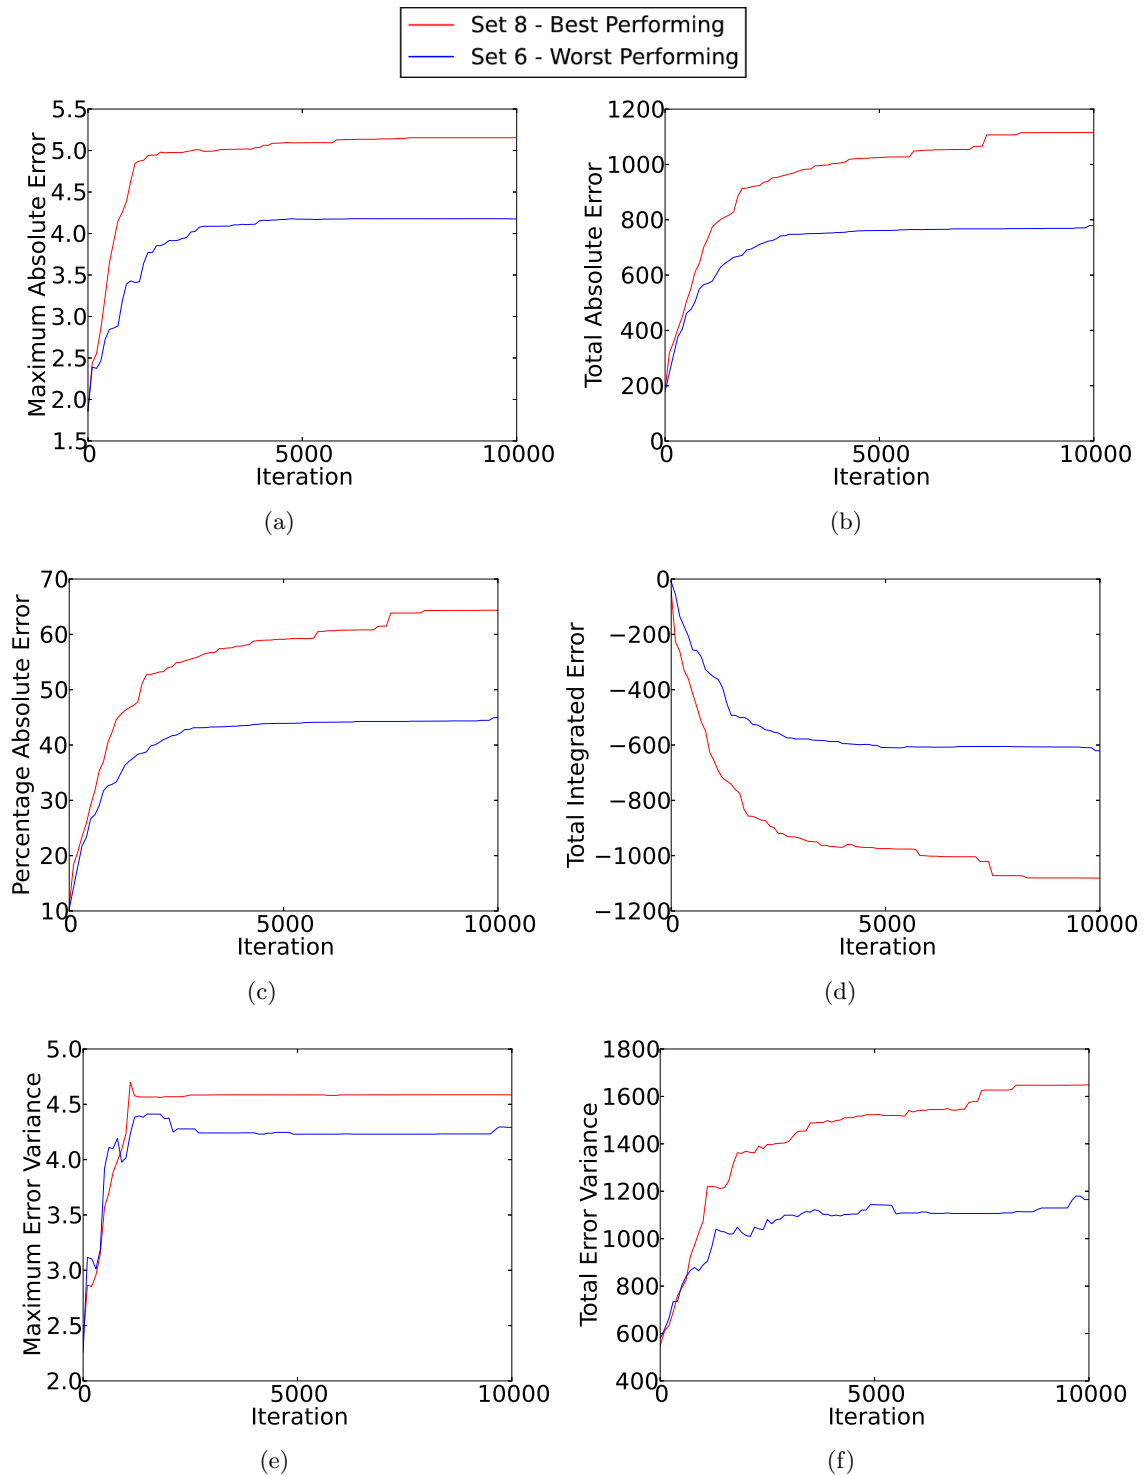 Set 8 - Best Performing
Set 6 - Worst Performing
Maximum Absolute Error
5.5
5.0
4.5
4.0
3.5
3.0
2.5
2.0
1.5
0 5000 10000
Iteration
(a)
Total Absolute Error
1200
1000
800
600
400
200
0
0 5000 10000
Iteration
(b)
Percentage Absolute Error
70
60
50
40
30
20
10
0 5000 10000
Iteration
(c)
Total Integrated Error
0
−200
−400
−600
−800
−1000
−1200
0 5000 10000
Iteration
(d)
Maximum Error Variance
5.0
4.5
4.0
3.5
3.0
2.5
2.0
0 5000 10000
Iteration
(e)
Total Error Variance
1800
1600
1400
1200
1000
800
600
400
0 5000 10000
Iteration
(f)